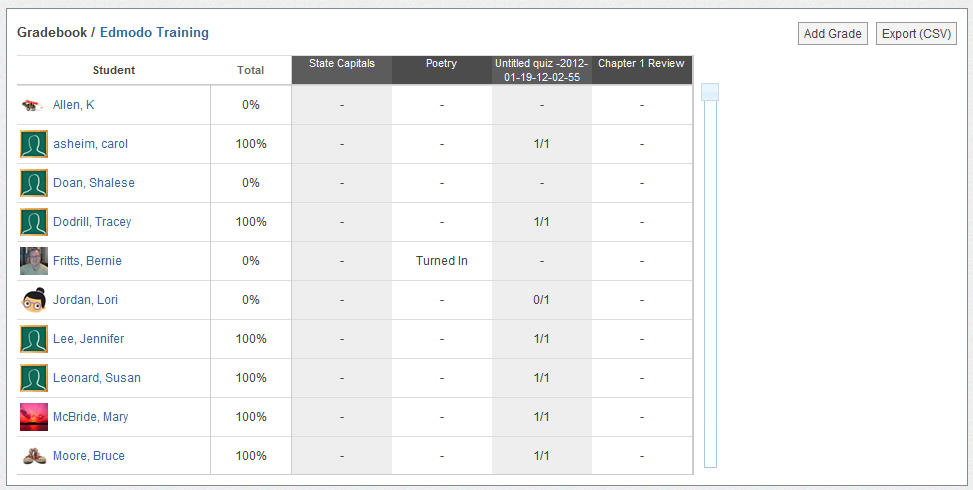 Gradebook / Edmodo Training
Add Grade Export (CSV)
Student Total State Capitals Poetry Untitled quiz -2012- Chapter 1 Review
01-19-12-02-55
Allen, K 0% - - - -
asheim, carol 100% - - 1/1 -
Doan, Shalese 0% - - - -
Dodrill, Tracey 100% - - 1/1 -
Fritts, Bernie 0% - Turned In - -
Jordan, Lori 0% - - 0/1 -
Lee, Jennifer 100% - - 1/1 -
Leonard, Susan 100% - - 1/1 -
McBride, Mary 100% - - 1/1 -
Moore, Bruce 100% - - 1/1 -